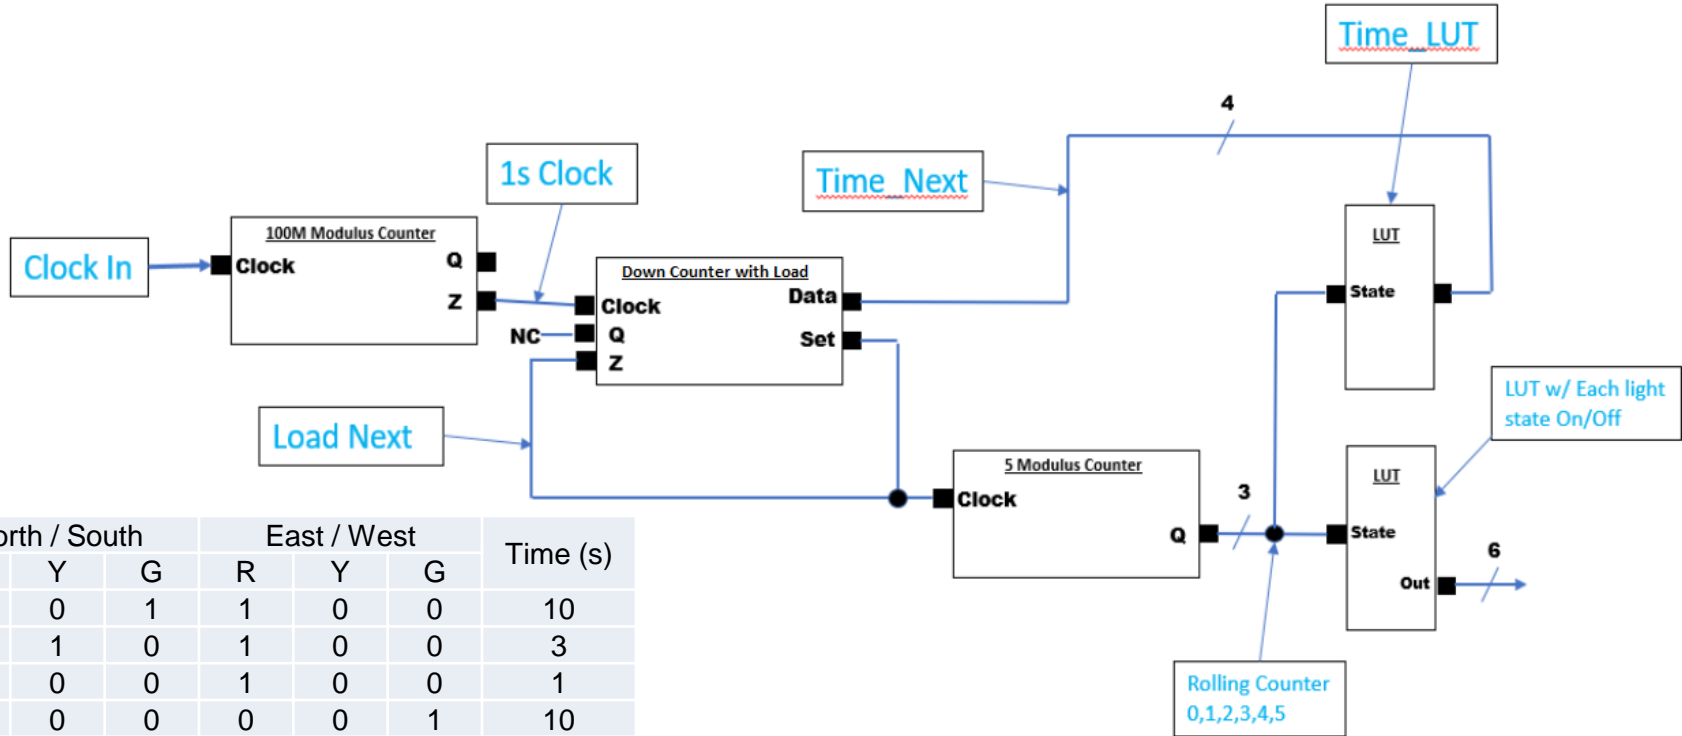 Time_LUT
4
1s Clock
Time_Next
100M Modulus Counter
LUT
Clock In
Clock
Q
Z
Down Counter with Load
Data
State
Clock
NC
Q
Set
Z
LUT w/ Each light
state On/Off
Load Next
5 Modulus Counter
LUT
Clock
3
Q
State
6
Out
orth / South East / West Time (s)
Y G R Y G
0 1 1 0 0 10
1 0 1 0 0 3
0 0 1 0 0 1
0 0 0 0 1 10
Rolling Counter
0,1,2,3,4,5